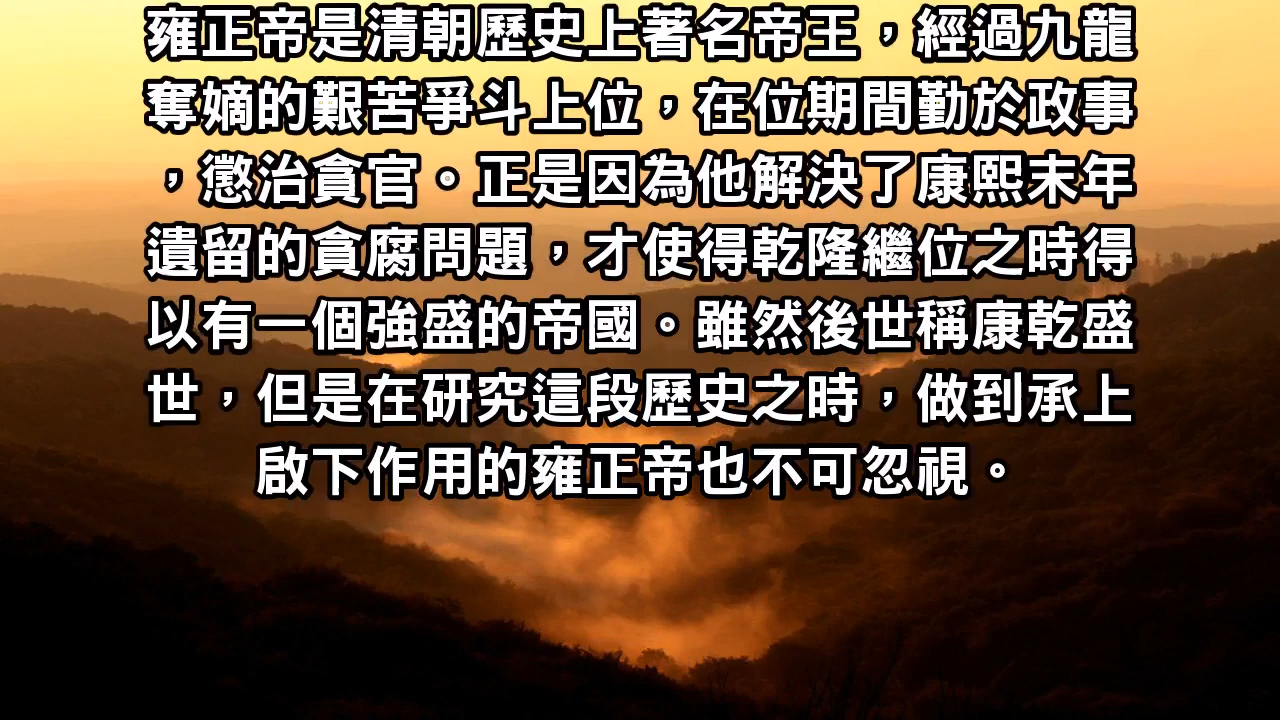 雍正帝是清朝歷史上著名帝王，經過九龍
奪嫡的艱苦爭斗上位，在位期間勤於政事
，懲治貪官。正是因為他解決了康熙末年
遺留的貪腐問題，才使得乾隆繼位之時得
以有一個強盛的帝國。雖然後世稱康乾盛
世，但是在研究這段歷史之時，做到承上
啟下作用的雍正帝也不可忽視。